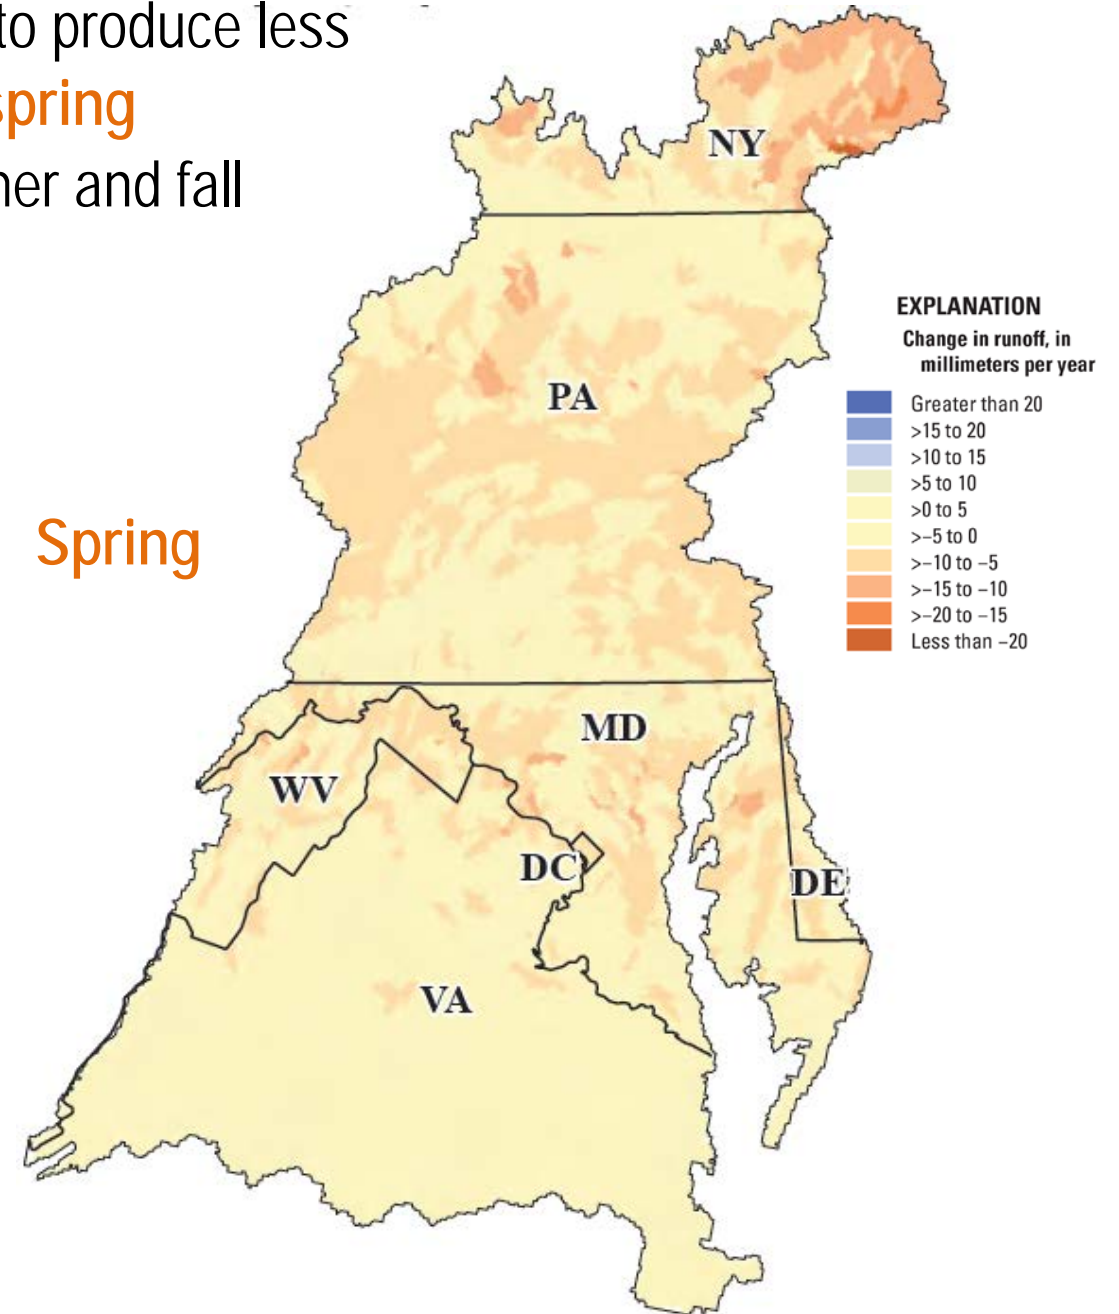 to produce less
spring
ner and fall
Spring
NY
PA
MD
WV
DC
DE
VA
EXPLANATION
Change in runoff, in
millimeters per year
Greater than 20
>15 to 20
>10 to 15
>5 to 10
>0 to 5
>−5 to 0
>−10 to −5
>−15 to −10
>−20 to −15
Less than −20